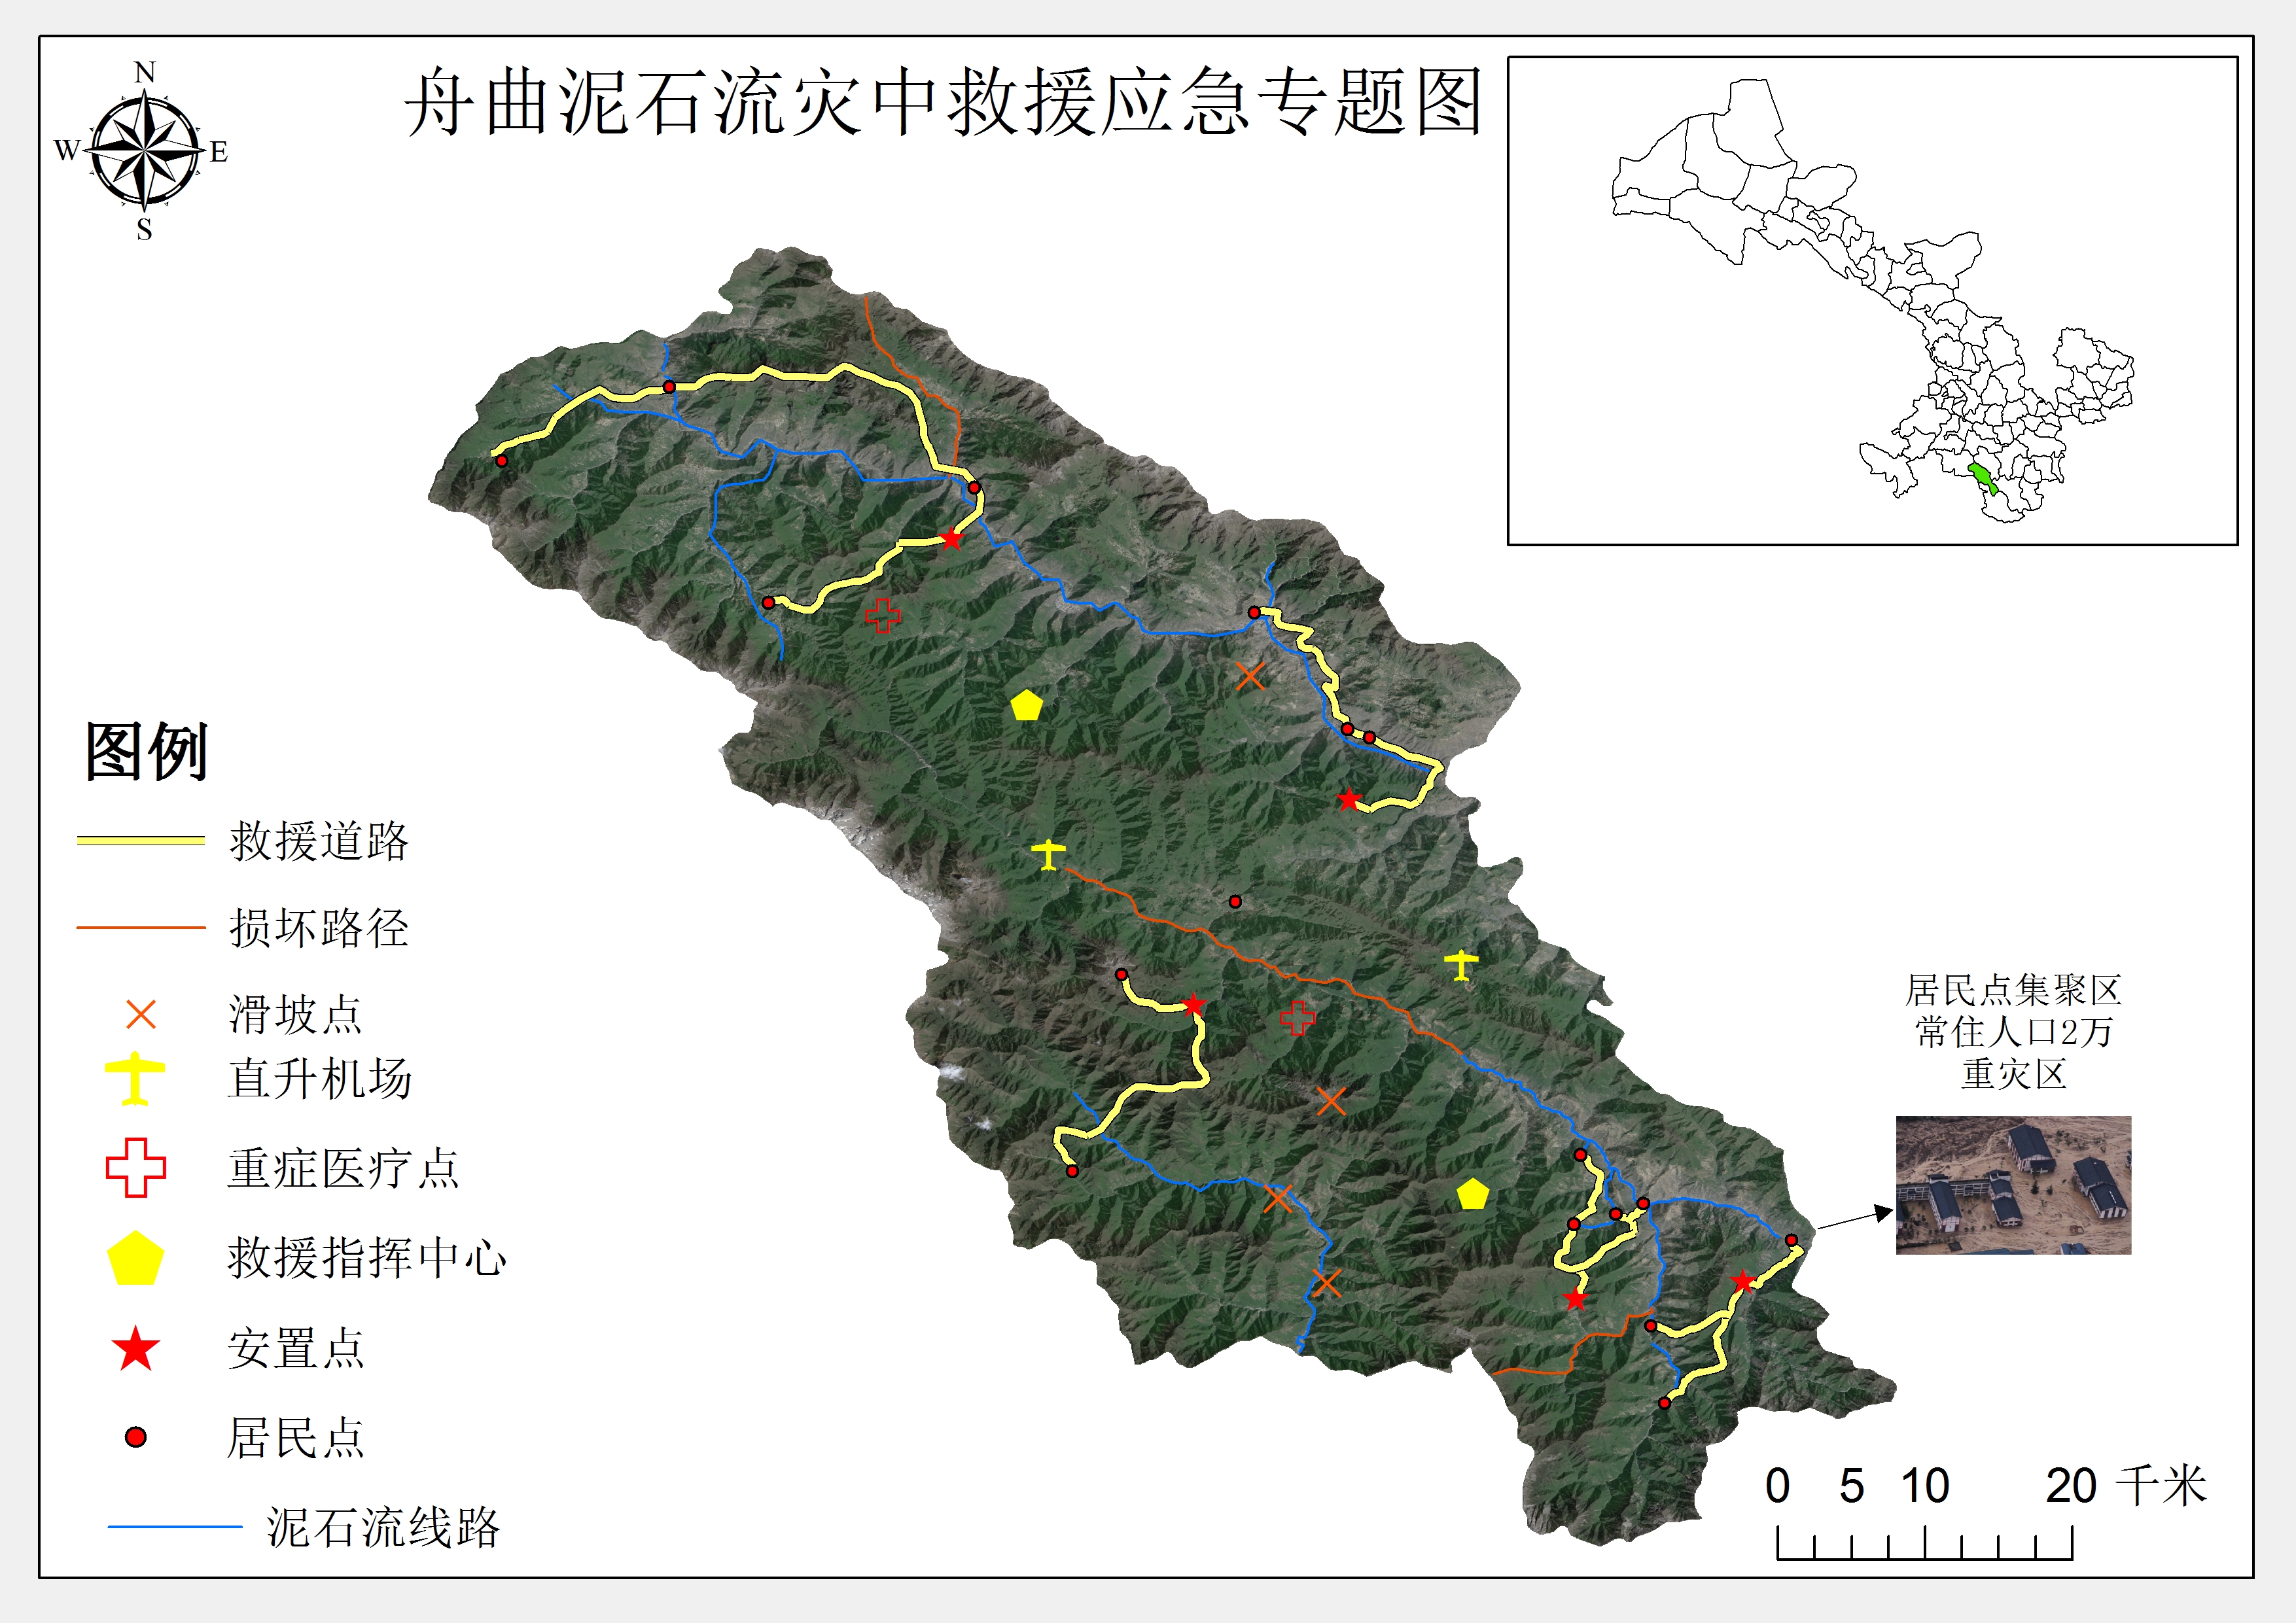 舟曲泥石流灾中救援应急专题图
N
W
E
S
图例
救援道路
损坏路径
滑坡点
直升机场
重症医疗点
救援指挥中心
安置点
居民点
泥石流线路
居民点集聚区
常住人口2万
重灾区
0 5 10 20 千米